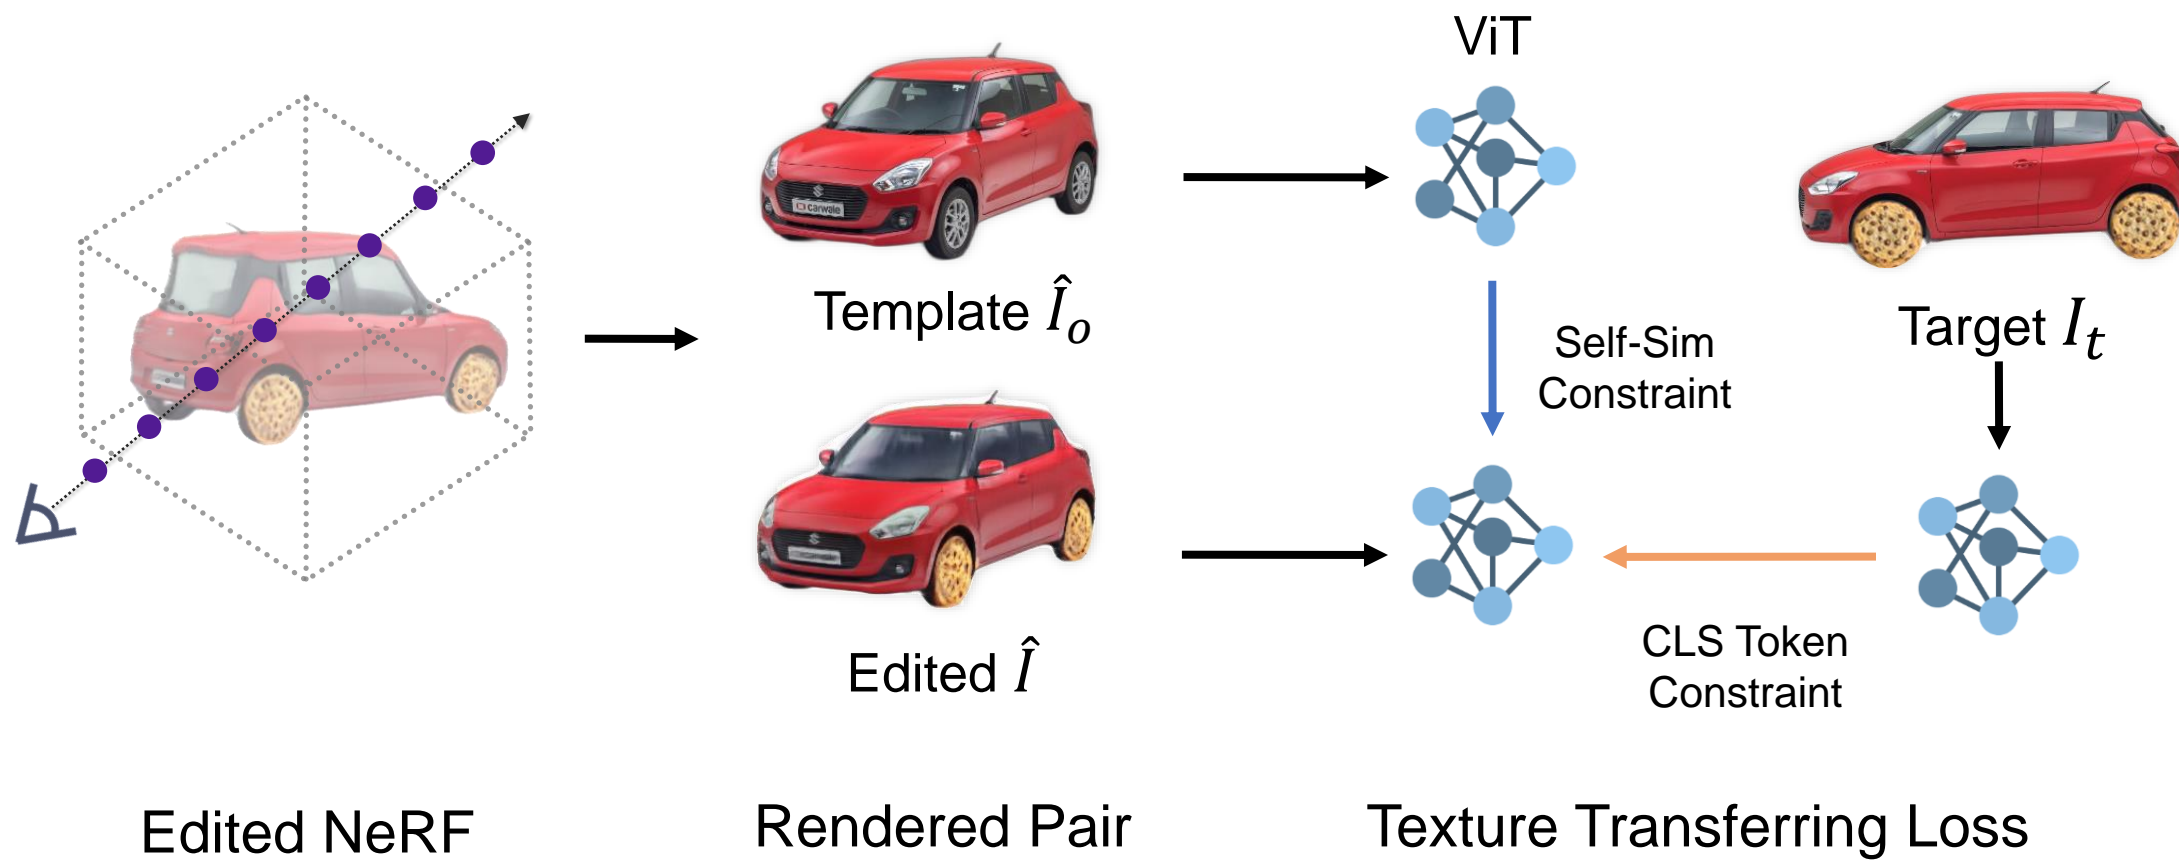 ViT
carwale
Template Î_o
Self-Sim
Constraint
Target I_t
Edited Î
CLS Token
Constraint
Edited NeRF
Rendered Pair
Texture Transferring Loss